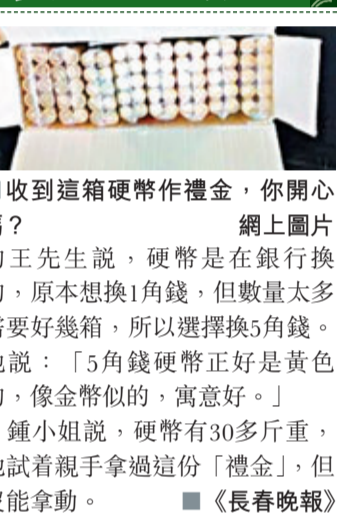 收到這箱硬幣作禮金，你開心
？ 網上圖片
王先生説，硬幣是在銀行換
，原本想換1角錢，但數量太多
要好幾箱，所以選擇換5角錢。
説：「5角錢硬幣正好是黃色
，像金幣似的，寓意好。」
鍾小姐説，硬幣有30多斤重，
試着親手拿過這份「禮金」，但
能拿動。 ■《長春晚報》